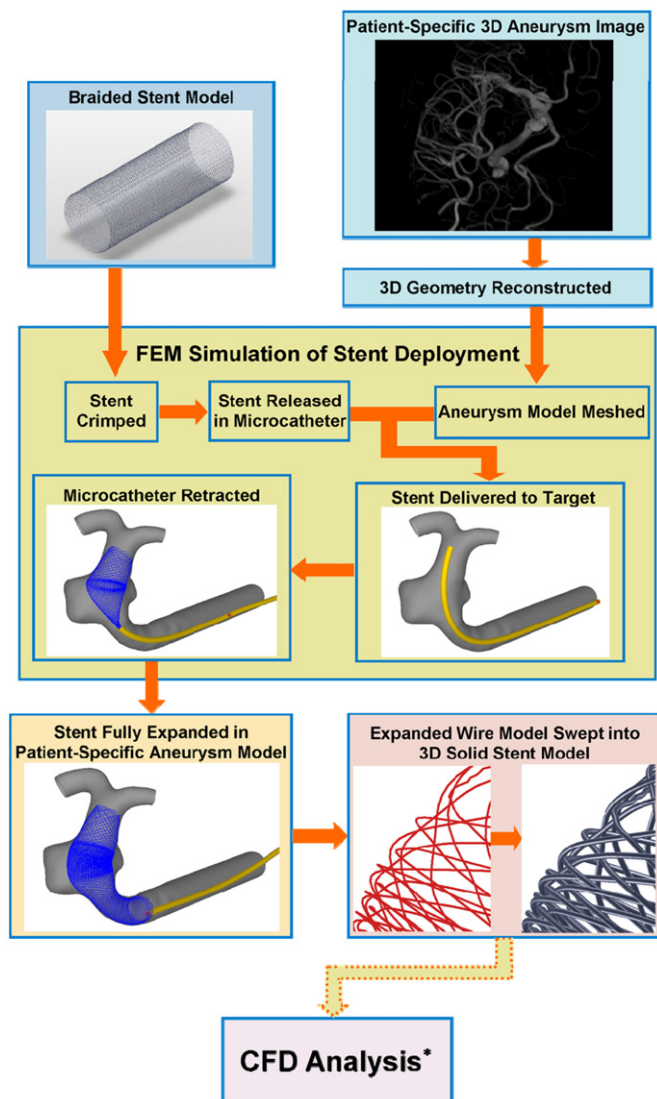 Patient-Specific 3D Aneurysm Image
Braided Stent Model
3D Geometry Reconstructed
FEM Simulation of Stent Deployment
Stent
Crimped
Stent Released
in Microcatheter
Aneurysm Model Meshed
Microcatheter Retracted
Stent Delivered to Target
Stent Fully Expanded in
Patient-Specific Aneurysm Model
Expanded Wire Model Swept into
3D Solid Stent Model
CFD Analysis*